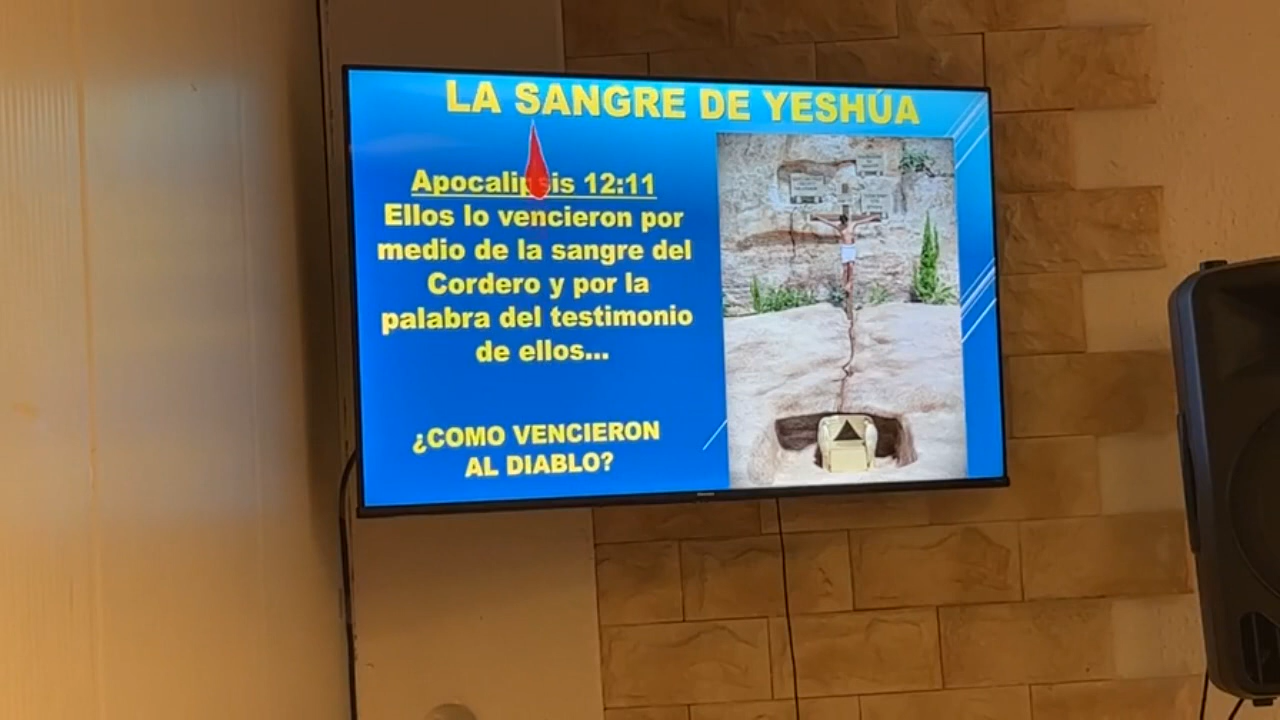 LA SANGRE DE YESHÚA
Apocalipsis 12:11
Ellos lo vencieron por
medio de la sangre del
Cordero y por la
palabra del testimonio
de ellos...
¿COMO VENCIERON
AL DIABLO?